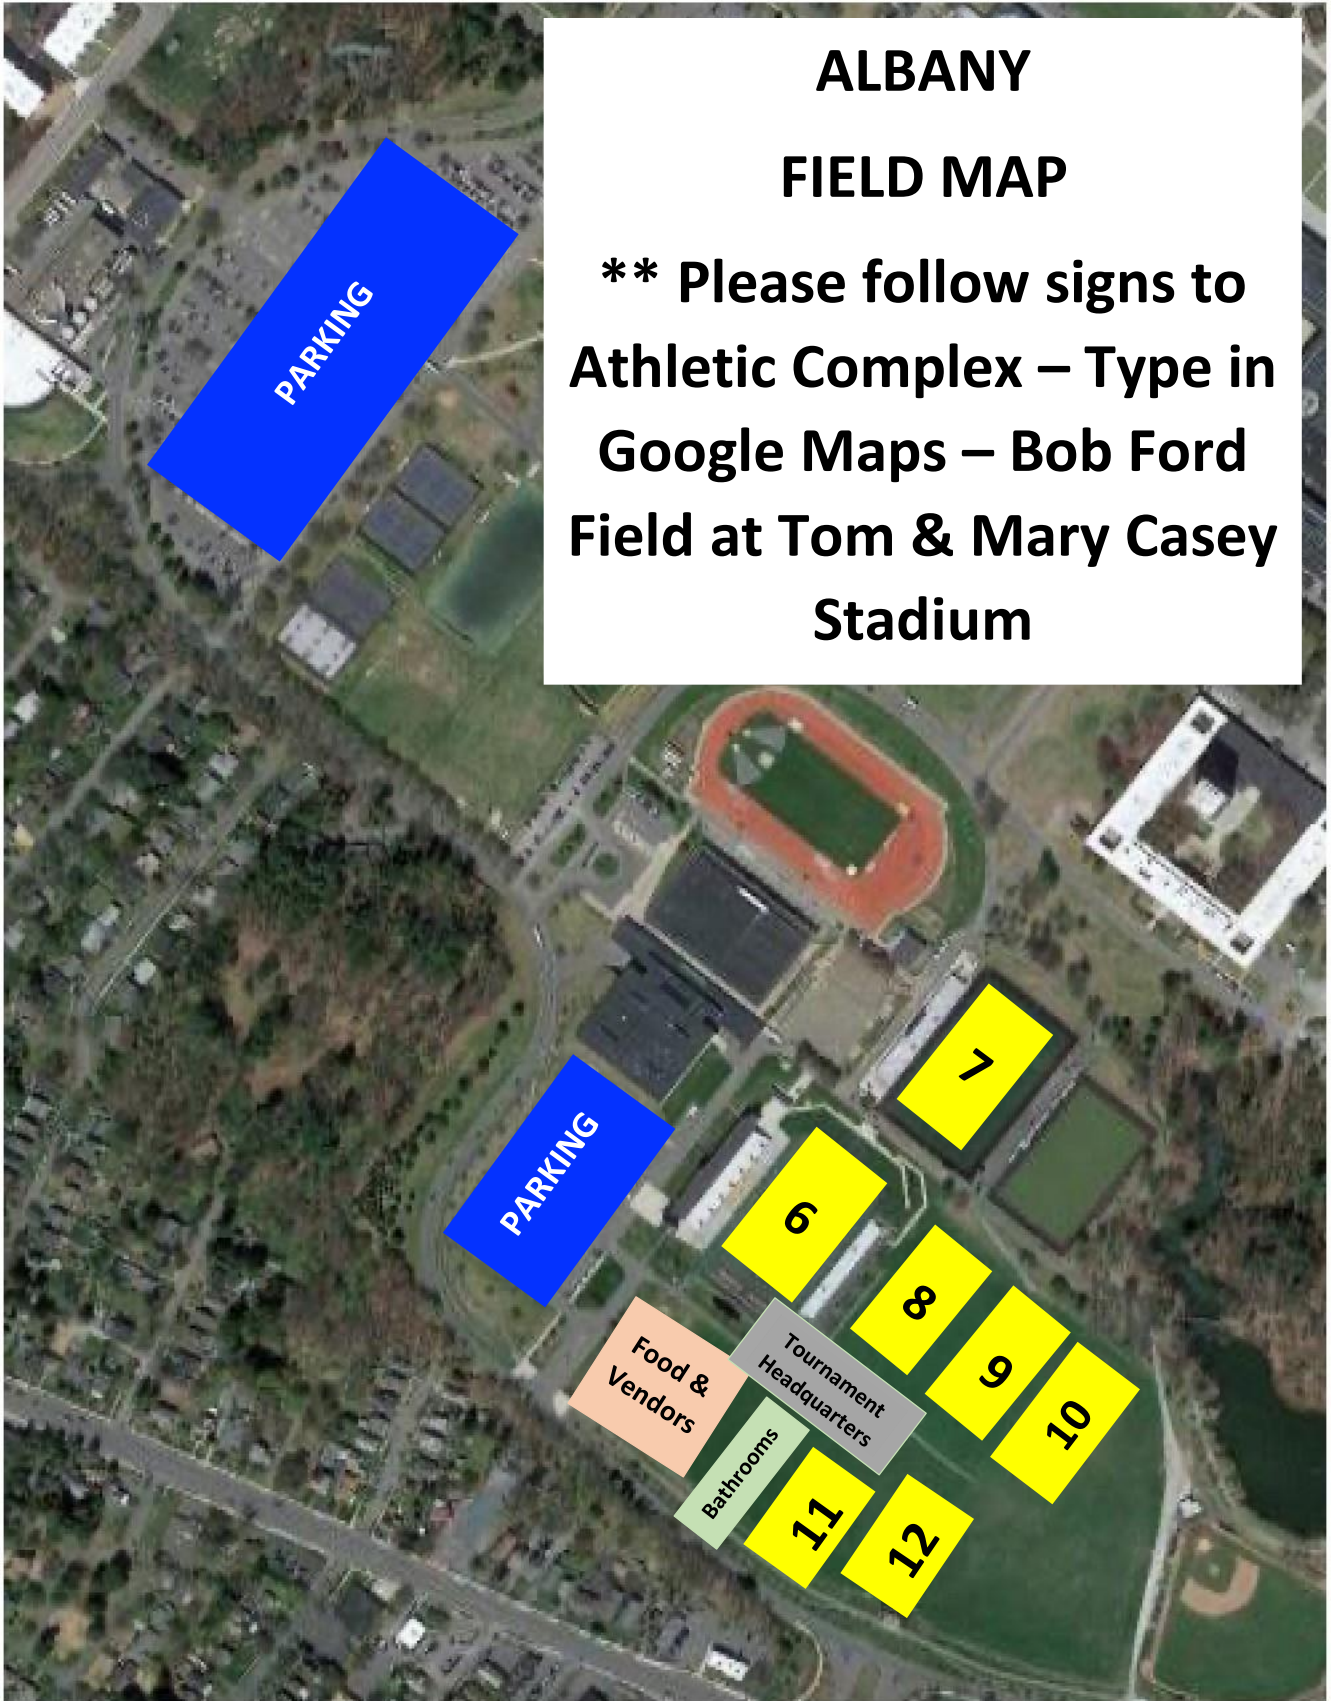 ALBANY
FIELD MAP
** Please follow signs to
Athletic Complex – Type in
Google Maps – Bob Ford
Field at Tom & Mary Casey
Stadium
PARKING
7
PARKING
6
8
9
10
Food &
Vendors
Tournament
Headquarters
Bathrooms
11
12